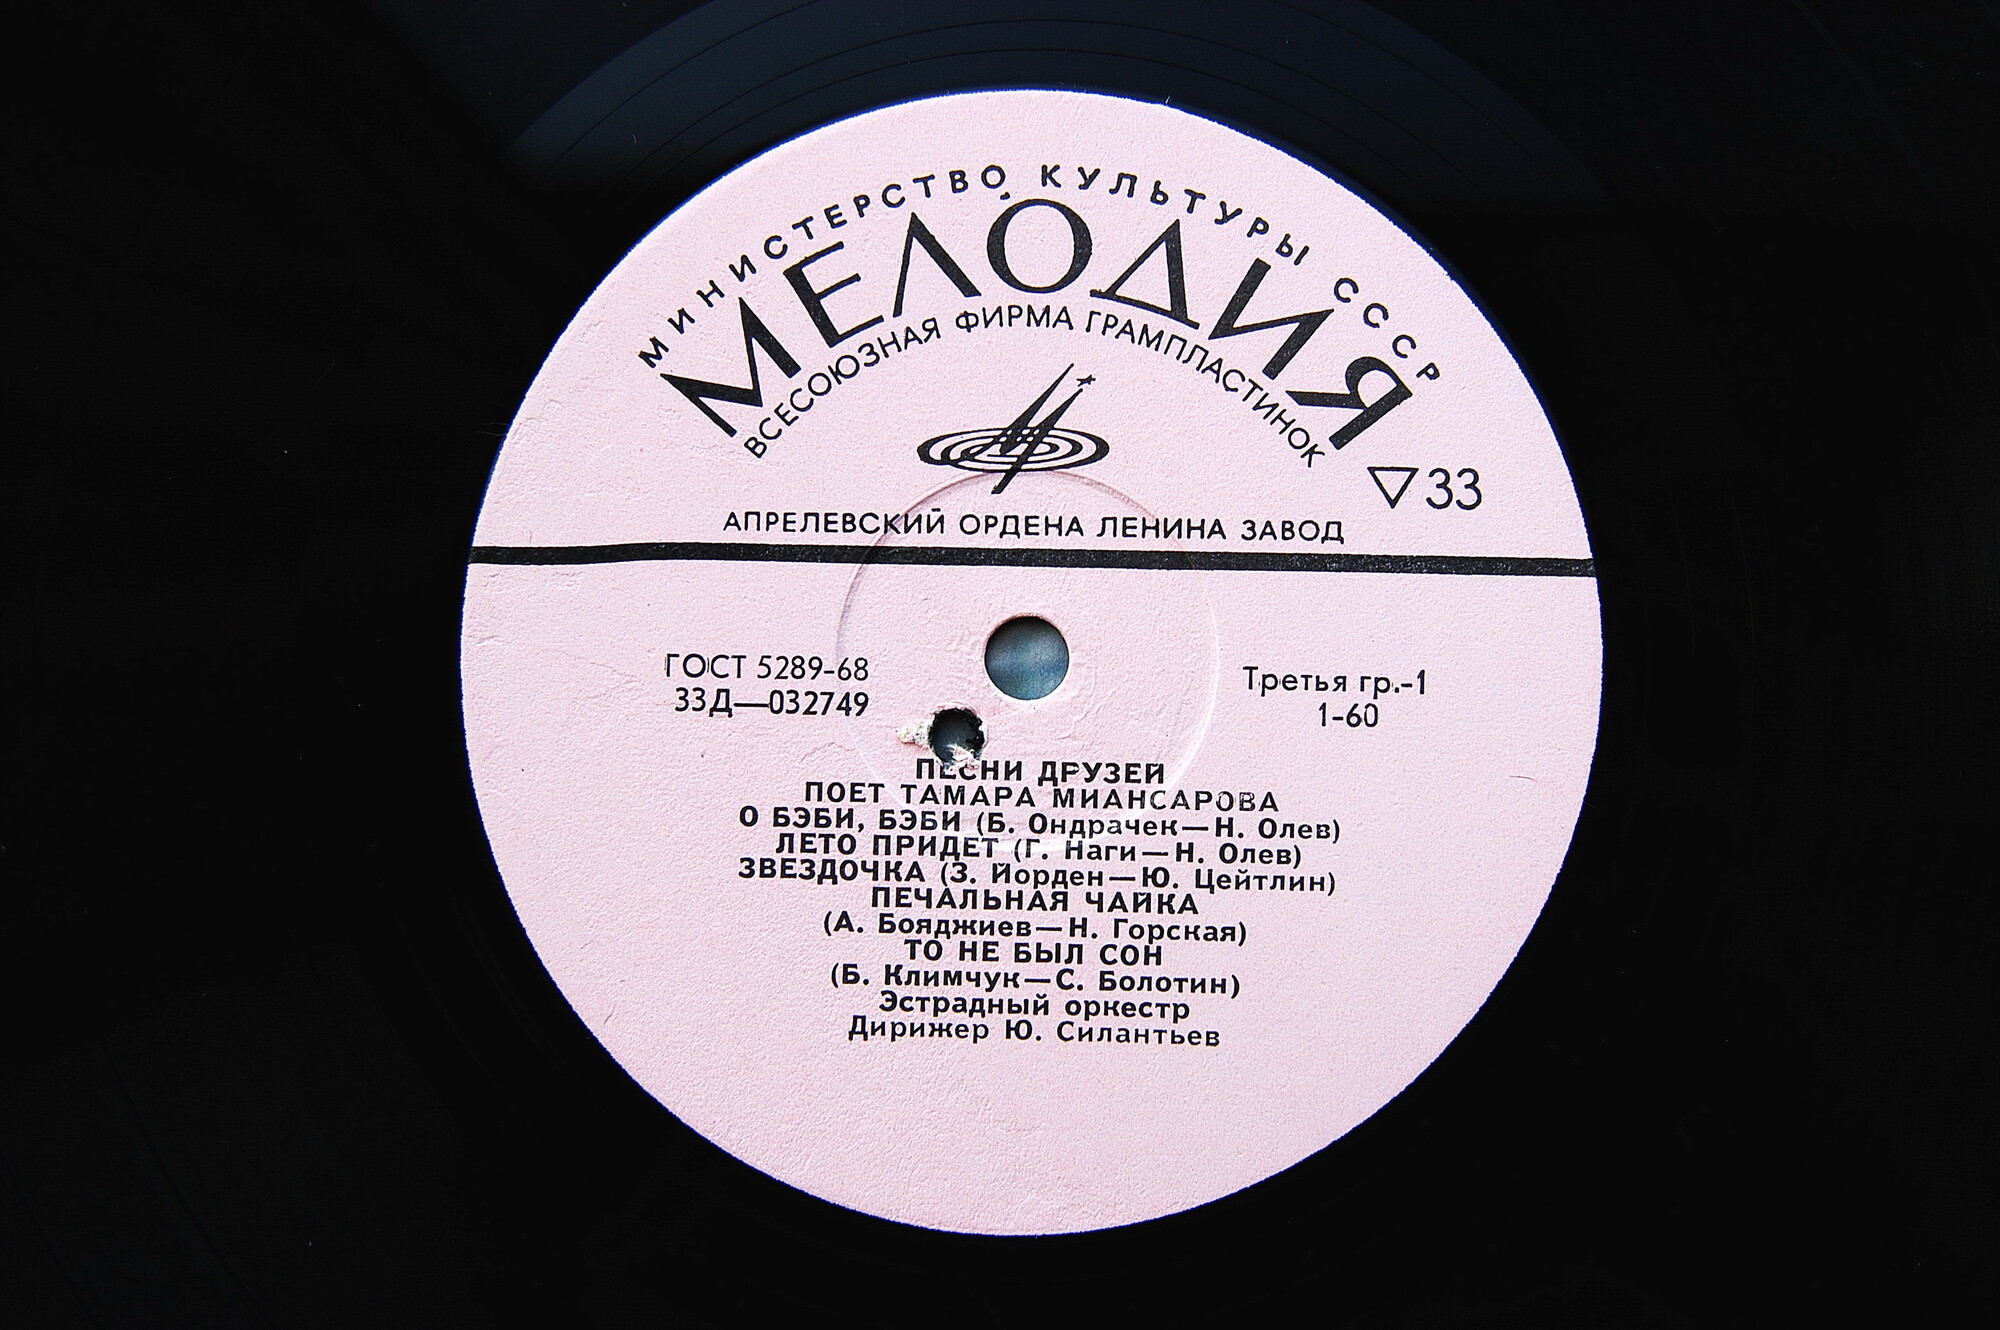 МИНИСТЕРСТВО КУЛЬТУРЫ СССР
МЕЛОДИЯ
ВСЕСОЮЗНАЯ ФИРМА ГРАМПЛАСТИНОК
33
АПРЕЛЕВСКИЙ ОРДЕНА ЛЕНИНА ЗАВОД
ГОСТ 5289-68
33Д—032749
Третья гр.-1
1-60
ПЕСНИ ДРУЗЕЙ
ПОЕТ ТАМАРА МИАНСАРОВА
О БЭБИ, БЭБИ (Б. Ондрачек—Н. Олев)
ЛЕТО ПРИДЕТ (Г. Наги—Н. Олев)
ЗВЕЗДОЧКА (З. Йорден—Ю. Цейтлин)
ПЕЧАЛЬНАЯ ЧАЙКА
(А. Бояджиев—Н. Горская)
ТО НЕ БЫЛ СОН
(Б. Климчук—С. Болотин)
Эстрадный оркестр
Дирижер Ю. Силантьев